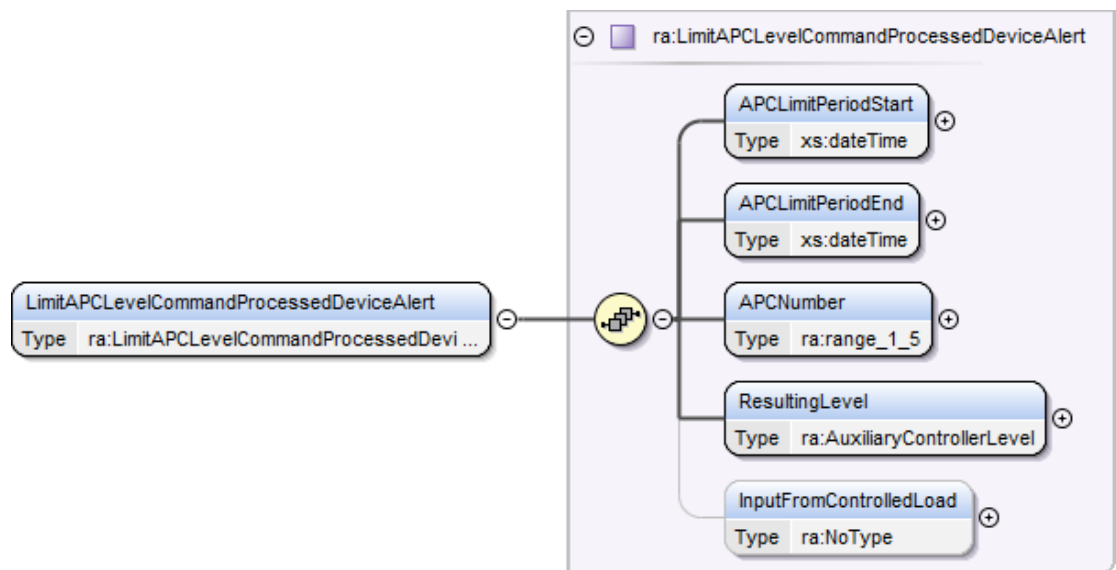 ra:LimitAPCLevelCommandProcessedDeviceAlert
APCLimitPeriodStart
Type xs:dateTime
APCLimitPeriodEnd
Type xs:dateTime
LimitAPCLevelCommandProcessedDeviceAlert
Type ra:LimitAPCLevelCommandProcessedDevi ...
APCNumber
Type ra:range_1_5
ResultingLevel
Type ra:AuxiliaryControllerLevel
InputFromControlledLoad
Type ra:NoType